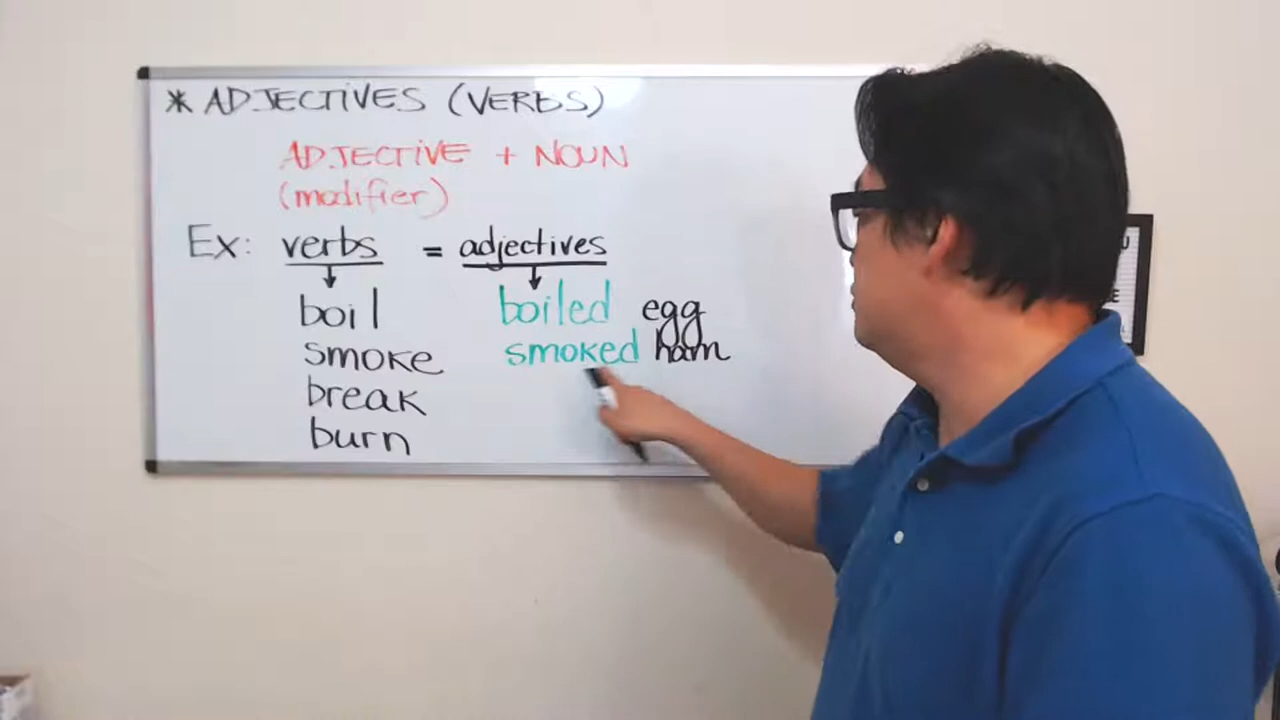 * ADJECTIVES (VERBS)
ADJECTIVE + NOUN
(modifier)
Ex: verbs = adjectives
boil boiled egg
smoke smoked ham
break
burn
U
E
L